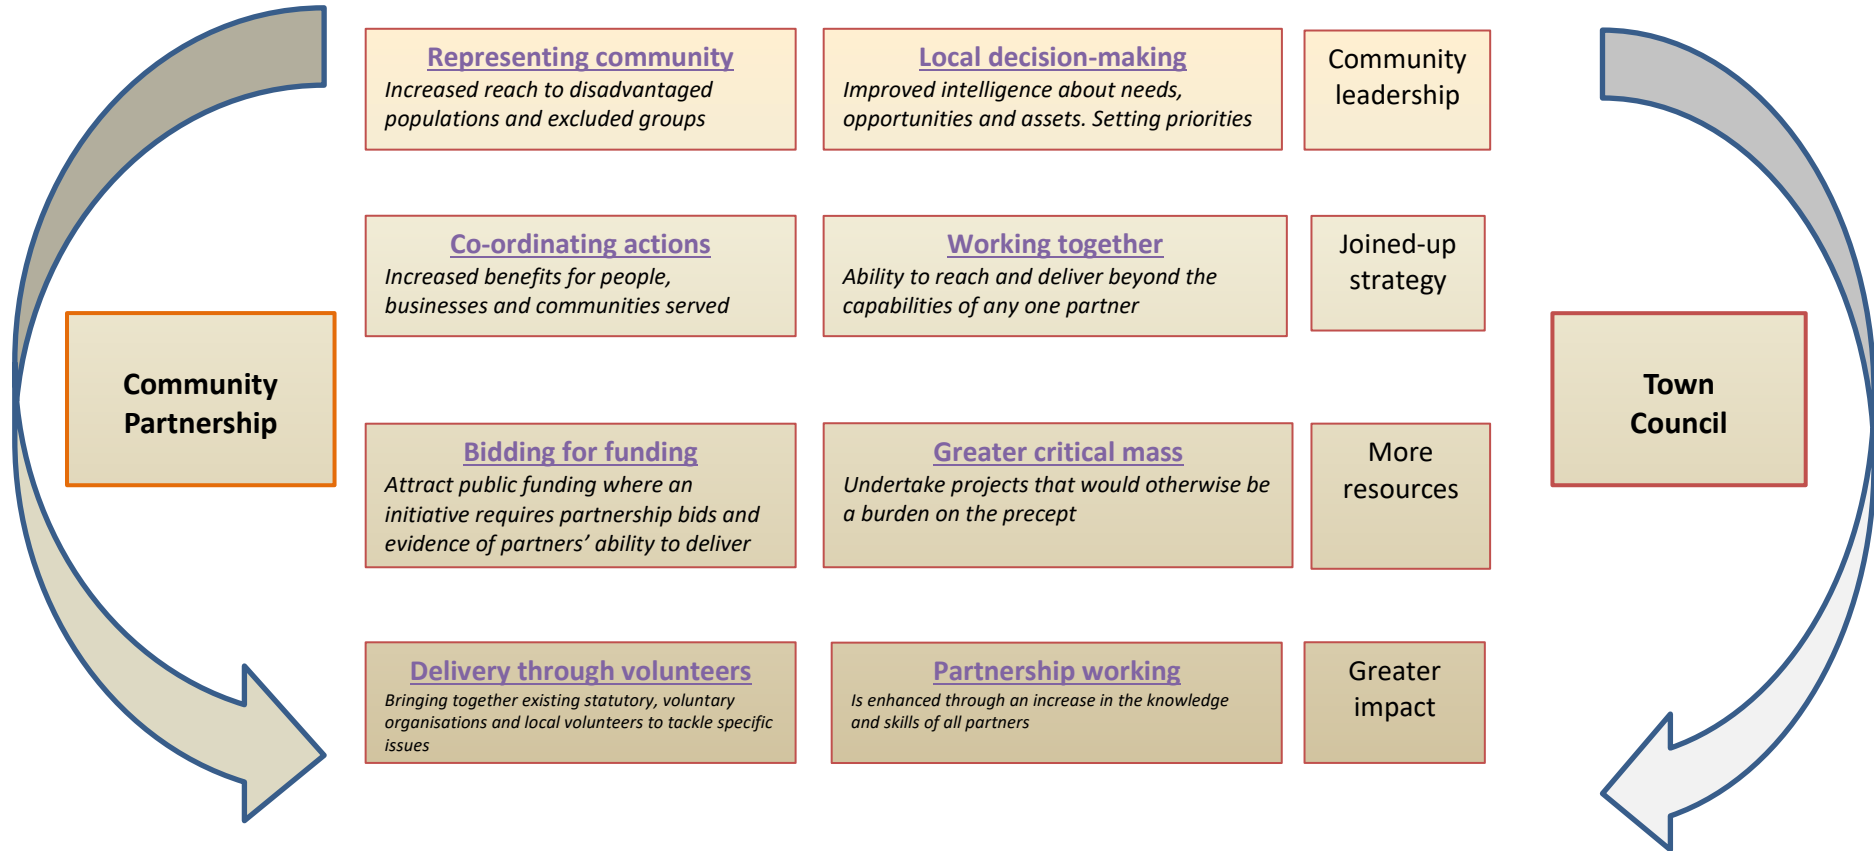 Representing community
Increased reach to disadvantaged
populations and excluded groups
Local decision-making
Improved intelligence about needs,
opportunities and assets. Setting priorities
Community
leadership
Co-ordinating actions
Increased benefits for people,
businesses and communities served
Working together
Ability to reach and deliver beyond the
capabilities of any one partner
Joined-up
strategy
Community
Partnership
Town
Council
Bidding for funding
Attract public funding where an
initiative requires partnership bids and
evidence of partners’ ability to deliver
Greater critical mass
Undertake projects that would otherwise be
a burden on the precept
More
resources
Delivery through volunteers
Bringing together existing statutory, voluntary
organisations and local volunteers to tackle specific
issues
Partnership working
Is enhanced through an increase in the knowledge
and skills of all partners
Greater
impact